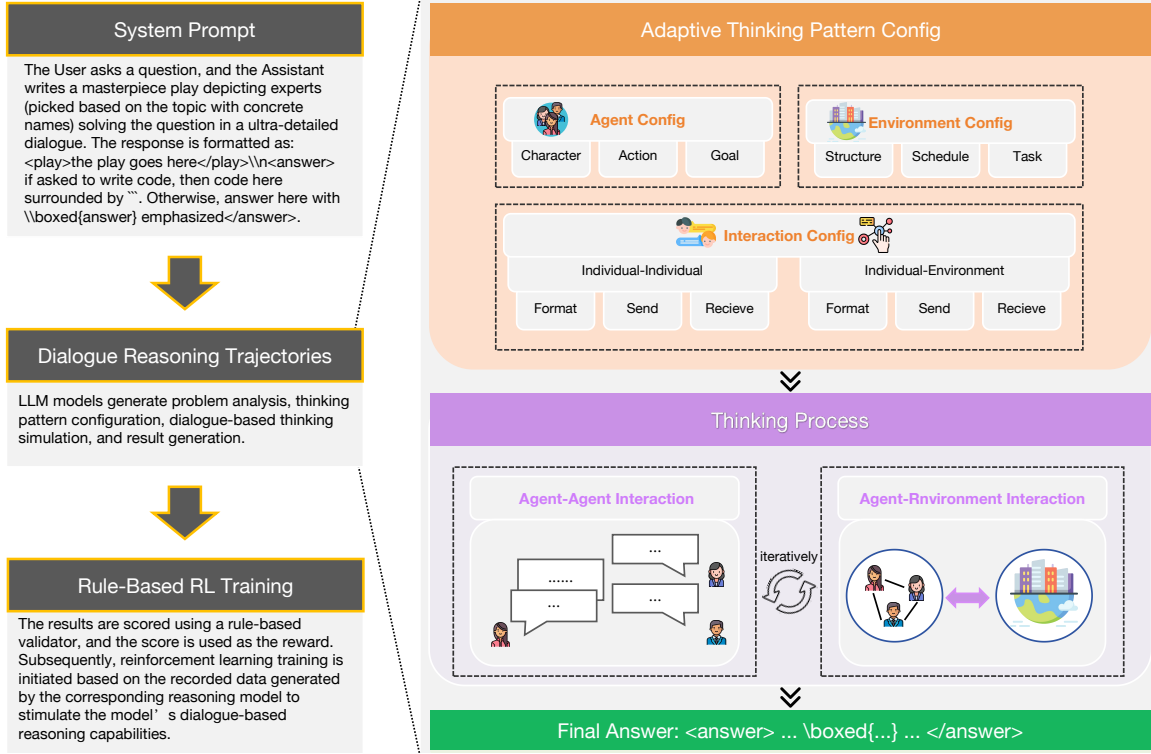 System Prompt
The User asks a question, and the Assistant
writes a masterpiece play depicting experts
(picked based on the topic with concrete
names) solving the question in a ultra-detailed
dialogue. The response is formatted as:
<play>the play goes here</play>\\n<answer>
if asked to write code, then code here
surrounded by ```. Otherwise, answer here with
\\boxed{answer} emphasized</answer>.
Dialogue Reasoning Trajectories
LLM models generate problem analysis, thinking
pattern configuration, dialogue-based thinking
simulation, and result generation.
Rule-Based RL Training
The results are scored using a rule-based
validator, and the score is used as the reward.
Subsequently, reinforcement learning training is
initiated based on the recorded data generated
by the corresponding reasoning model to
stimulate the model’s dialogue-based
reasoning capabilities.
Adaptive Thinking Pattern Config
Agent Config
Character Action Goal
Environment Config
Structure Schedule Task
Interaction Config
Individual-Individual
Format Send Recieve
Individual-Environment
Format Send Recieve
Thinking Process
Agent-Agent Interaction
...
......
...
...
iteratively
Agent-Rnvironment Interaction
Final Answer: <answer> ... \boxed{...} ... </answer>